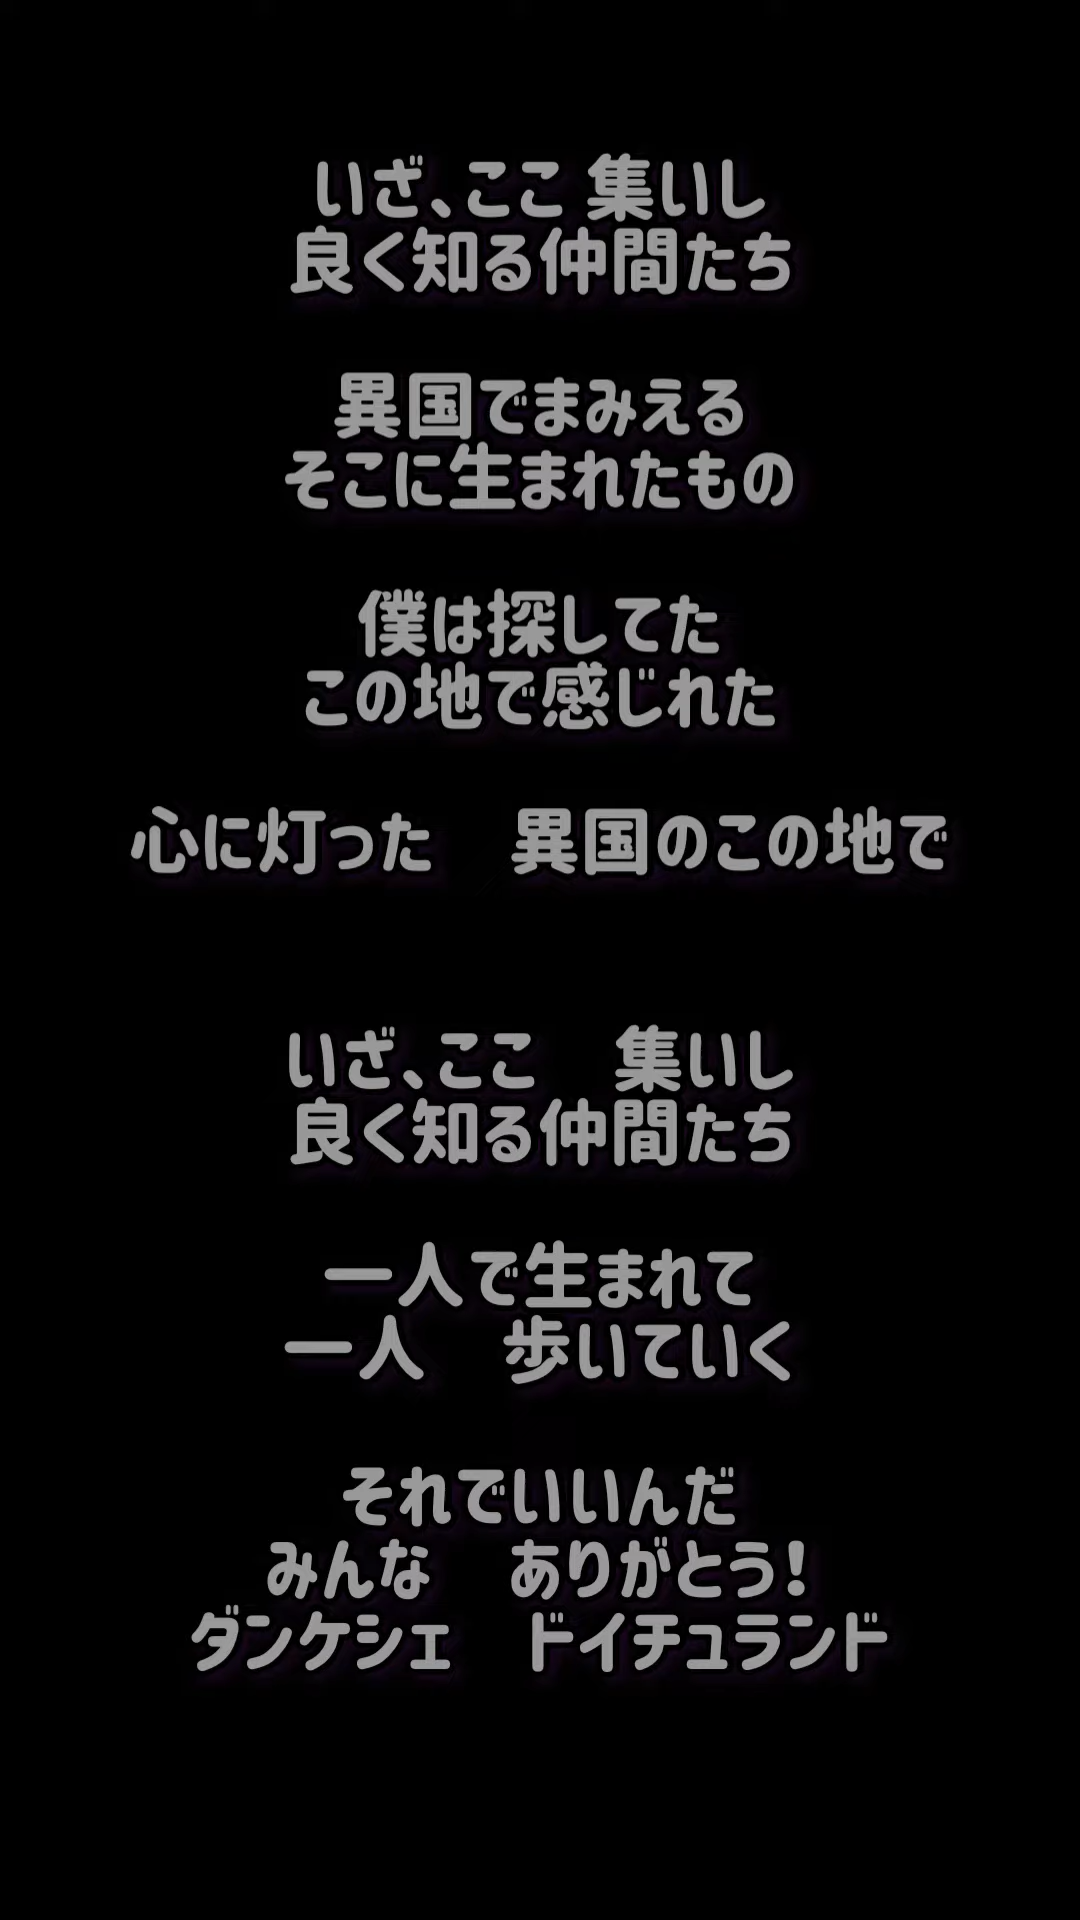 いざ、ここ 集いし
良く知る仲間たち
異国でまみえる
そこに生まれたもの
僕は探してた
この地で感じれた
心に灯った　異国のこの地で
いざ、ここ　集いし
良く知る仲間たち
一人で生まれて
一人　歩いていく
それでいいんだ
みんな　ありがとう!
ダンケシェ　ドイチュランド